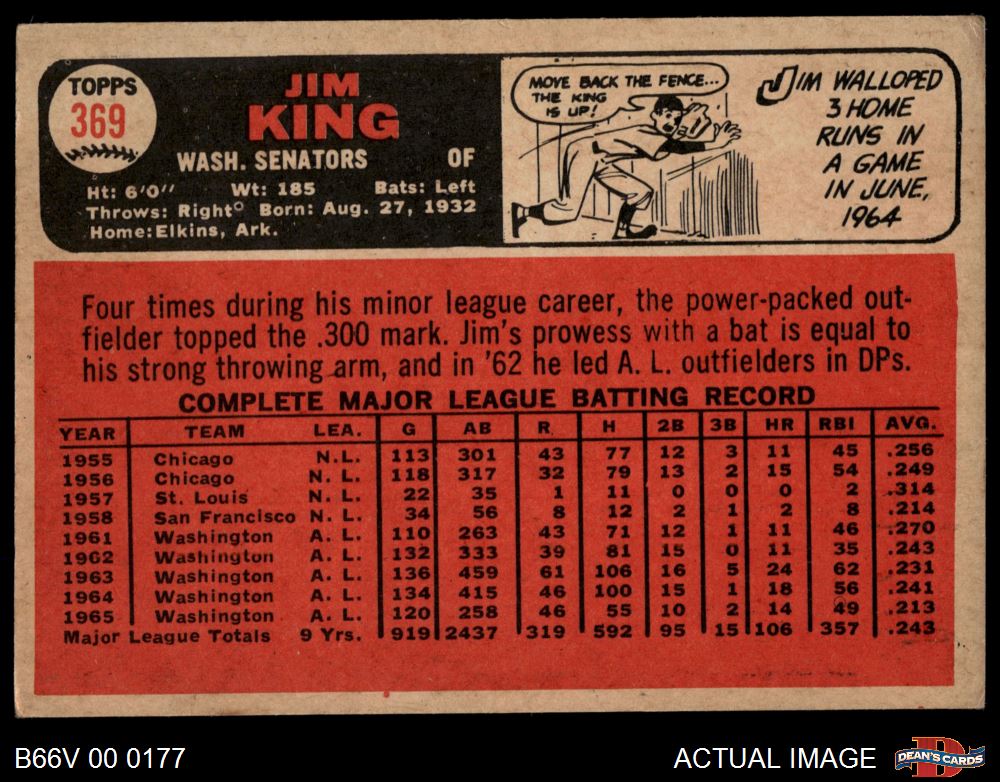 TOPPS
369
JIM
KING
WASH. SENATORS OF
Ht: 6'0" Wt: 185 Bats: Left
Throws: Right Born: Aug. 27, 1932
Home:Elkins, Ark.
MOVE BACK THE FENCE...
THE KING
IS UP!
JIM WALLOPED
3 HOME
RUNS IN
A GAME
IN JUNE,
1964
Four times during his minor league career, the power-packed out-
fielder topped the .300 mark. Jim's prowess with a bat is equal to
his strong throwing arm, and in '62 he led A. L. outfielders in DPs.
COMPLETE MAJOR LEAGUE BATTING RECORD
YEAR TEAM LEA. G AB R H 2B 3B HR RBI AVG.
1955 Chicago N.L. 113 301 43 77 12 3 11 45 .256
1956 Chicago N. L. 118 317 32 79 13 2 15 54 .249
1957 St. Louis N. L. 22 35 1 11 0 0 0 2 .314
1958 San Francisco N. L. 34 56 8 12 2 1 2 8 .214
1961 Washington A. L. 110 263 43 71 12 1 11 46 .270
1962 Washington A. L. 132 333 39 81 15 0 11 35 .243
1963 Washington A. L. 136 459 61 106 16 5 24 62 .231
1964 Washington A. L. 134 415 46 100 15 1 18 56 .241
1965 Washington A. L. 120 258 46 55 10 2 14 49 .213
Major League Totals 9 Yrs. 919 2437 319 592 95 15 106 357 .243
B66V 00 0177 ACTUAL IMAGE
D
DEAN'S CARDS